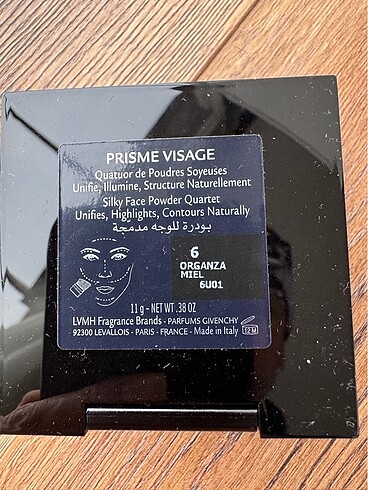 PRISME VISAGE
Quatuor de Poudres Soyeuses
Unifie, Illumine, Structure Naturellement
Silky Face Powder Quartet
Unifies, Highlights, Contours Naturally
بودرة للوجه مدمجة
6
ORGANZA
MIEL
6U01
11 g - NET WT .38 OZ
LVMH Fragrance Brands - PARFUMS GIVENCHY
92300 LEVALLOIS - PARIS - FRANCE - Made in Italy
12 M